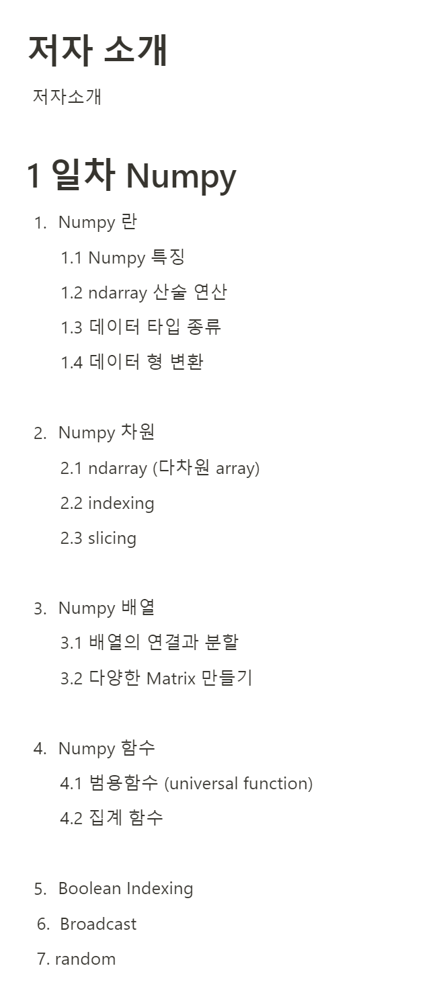 저자 소개
저자소개
1 일차 Numpy
1. Numpy 란
1.1 Numpy 특징
1.2 ndarray 산술 연산
1.3 데이터 타입 종류
1.4 데이터 형 변환
2. Numpy 차원
2.1 ndarray (다차원 array)
2.2 indexing
2.3 slicing
3. Numpy 배열
3.1 배열의 연결과 분할
3.2 다양한 Matrix 만들기
4. Numpy 함수
4.1 범용함수 (universal function)
4.2 집계 함수
5. Boolean Indexing
6. Broadcast
7. random